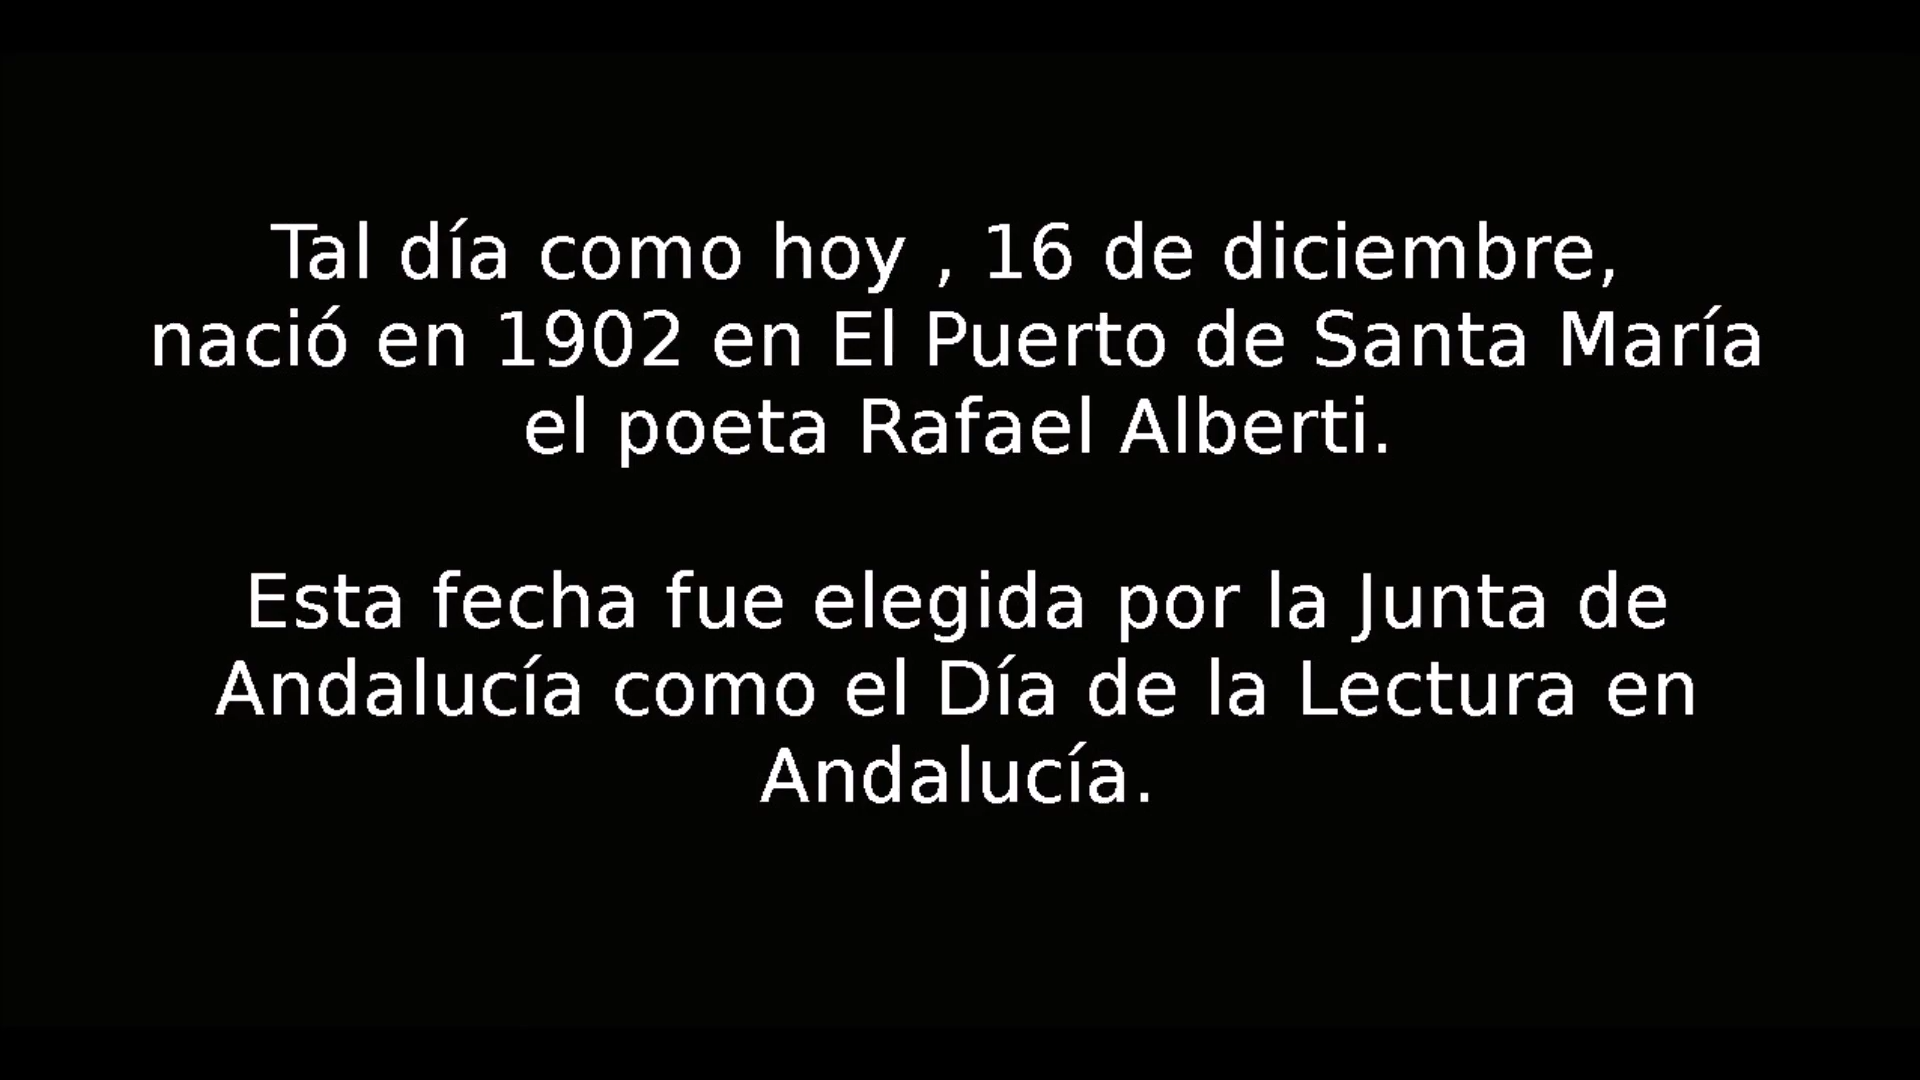 Tal día como hoy , 16 de diciembre,
nació en 1902 en El Puerto de Santa María
el poeta Rafael Alberti.
Esta fecha fue elegida por la Junta de
Andalucía como el Día de la Lectura en
Andalucía.